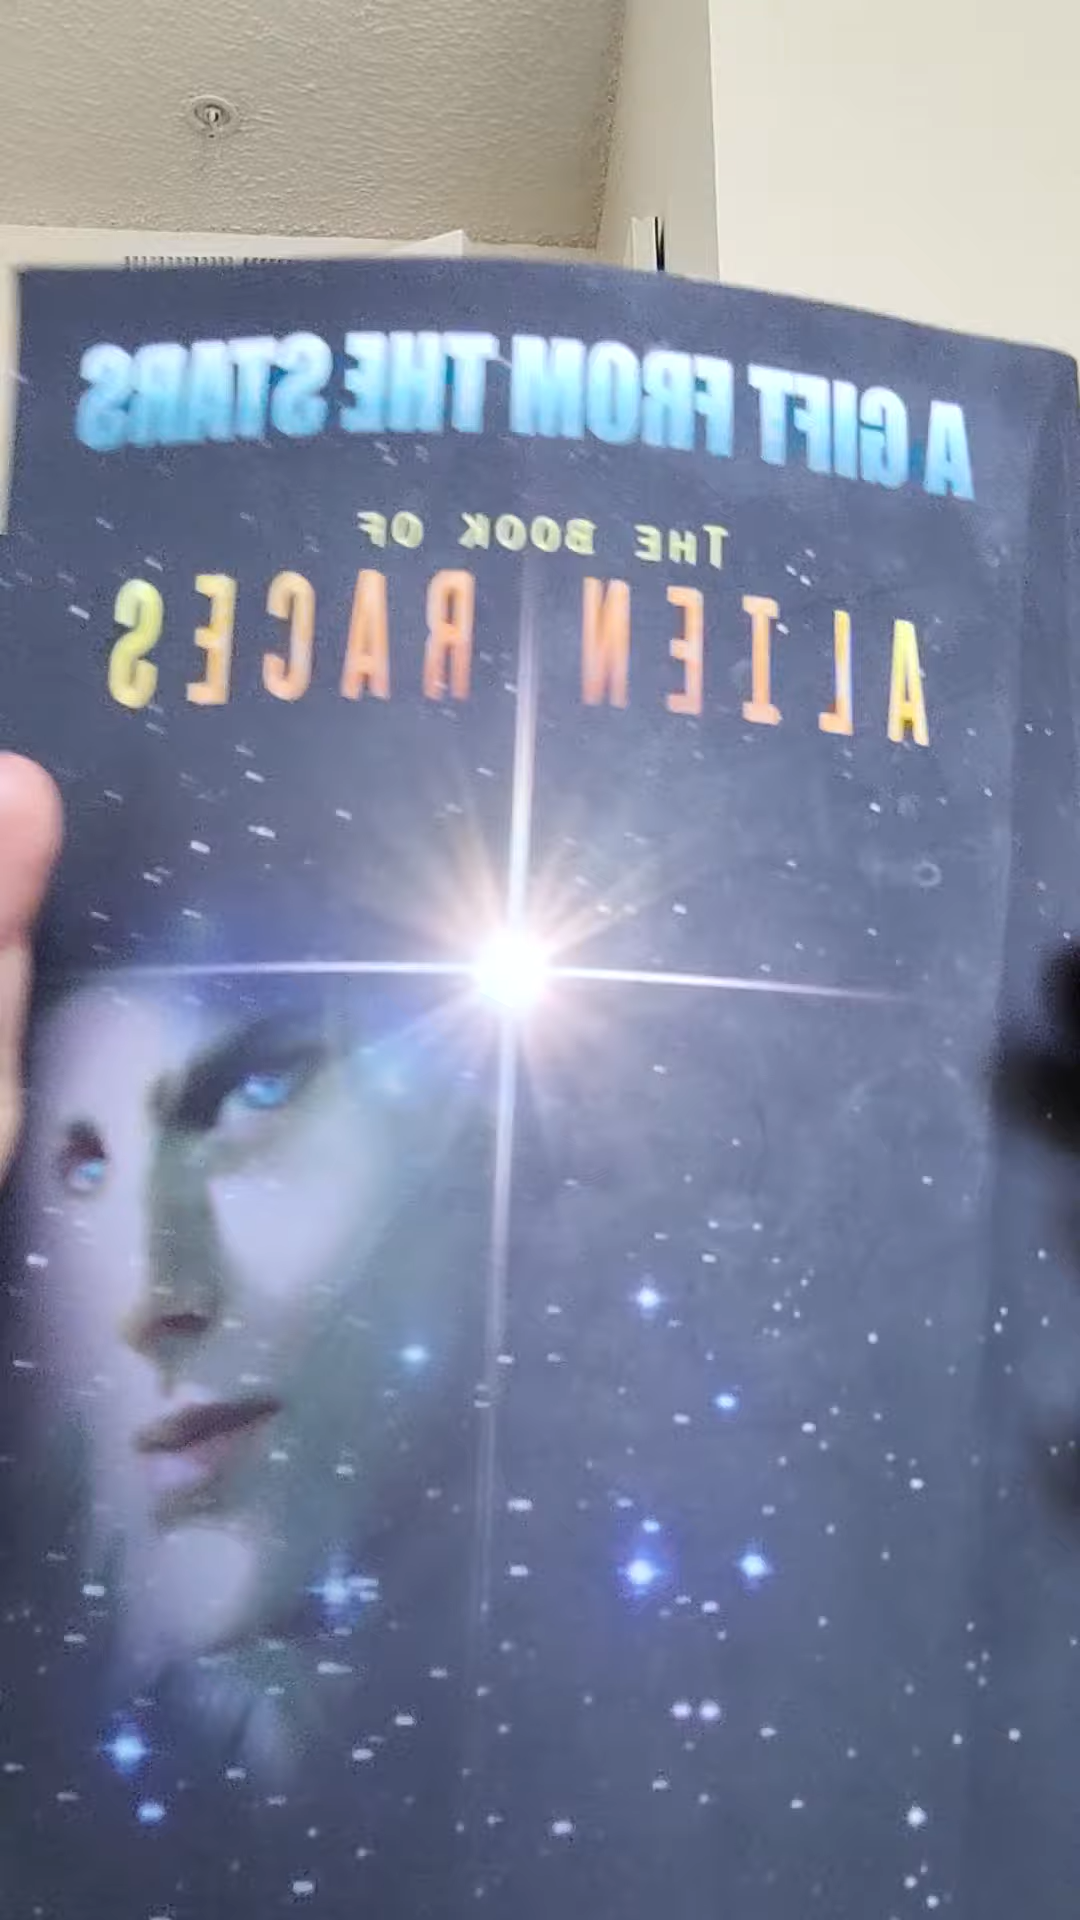 A GIFT FROM THE STARS
THE BOOK OF
ALIEN RACES